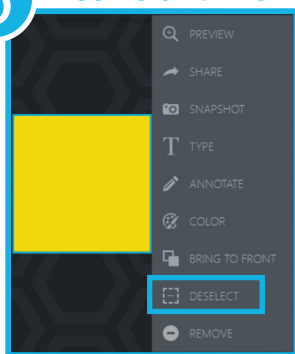 PREVIEW
SHARE
SNAPSHOT
TYPE
ANNOTATE
COLOR
BRING TO FRONT
DESELECT
REMOVE